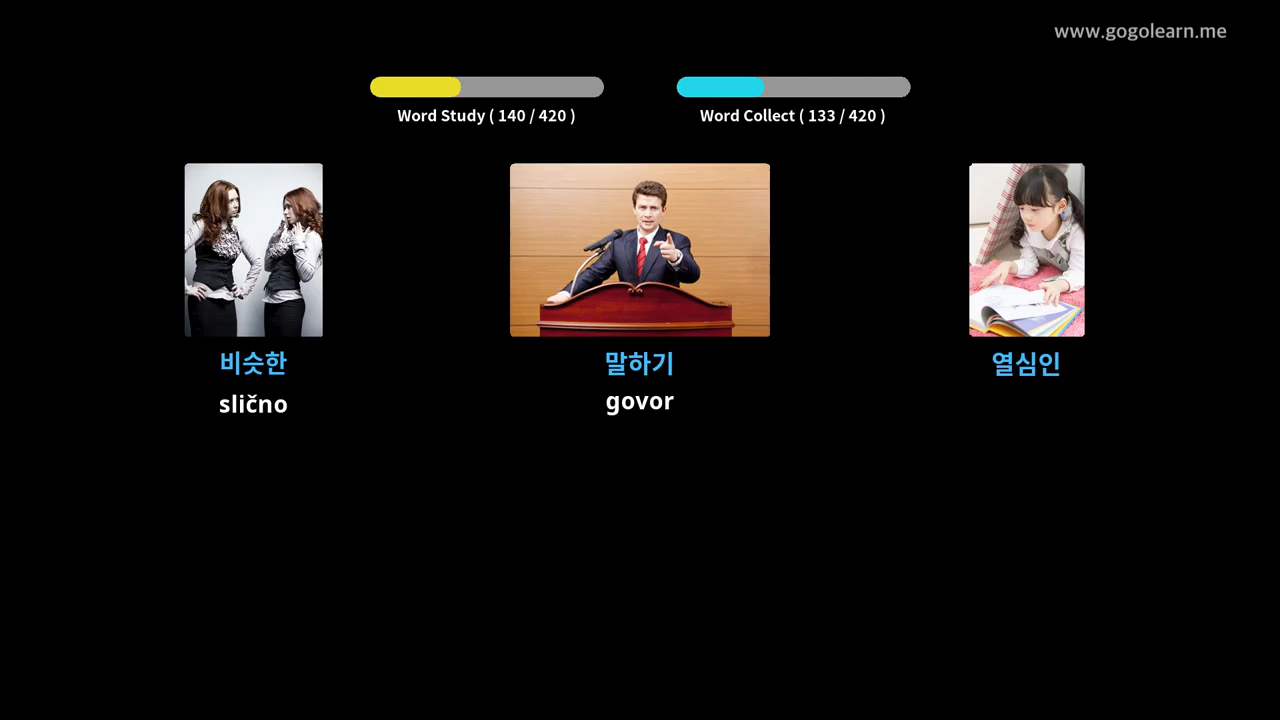 www.gogolearn.me
Word Study ( 140 / 420 )
Word Collect ( 133 / 420 )
비슷한
말하기
열심인
slično
govor